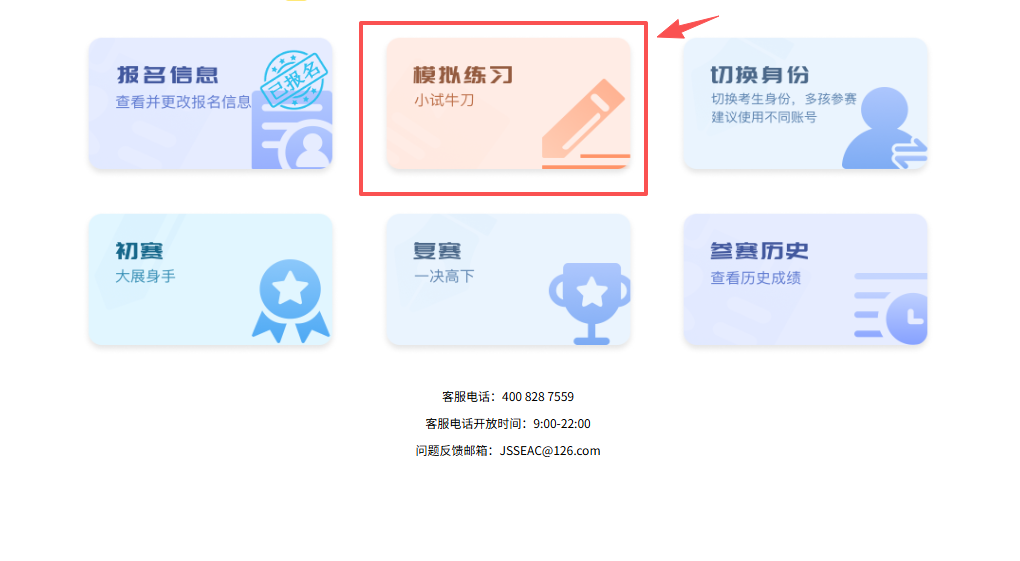 报名信息
已报名
查看并更改报名信息
模拟练习
小试牛刀
切换身份
切换考生身份，多孩参赛
建议使用不同账号
初赛
大展身手
复赛
一决高下
参赛历史
查看历史成绩
客服电话：400 828 7559
客服电话开放时间：9:00-22:00
问题反馈邮箱：JSSEAC@126.com